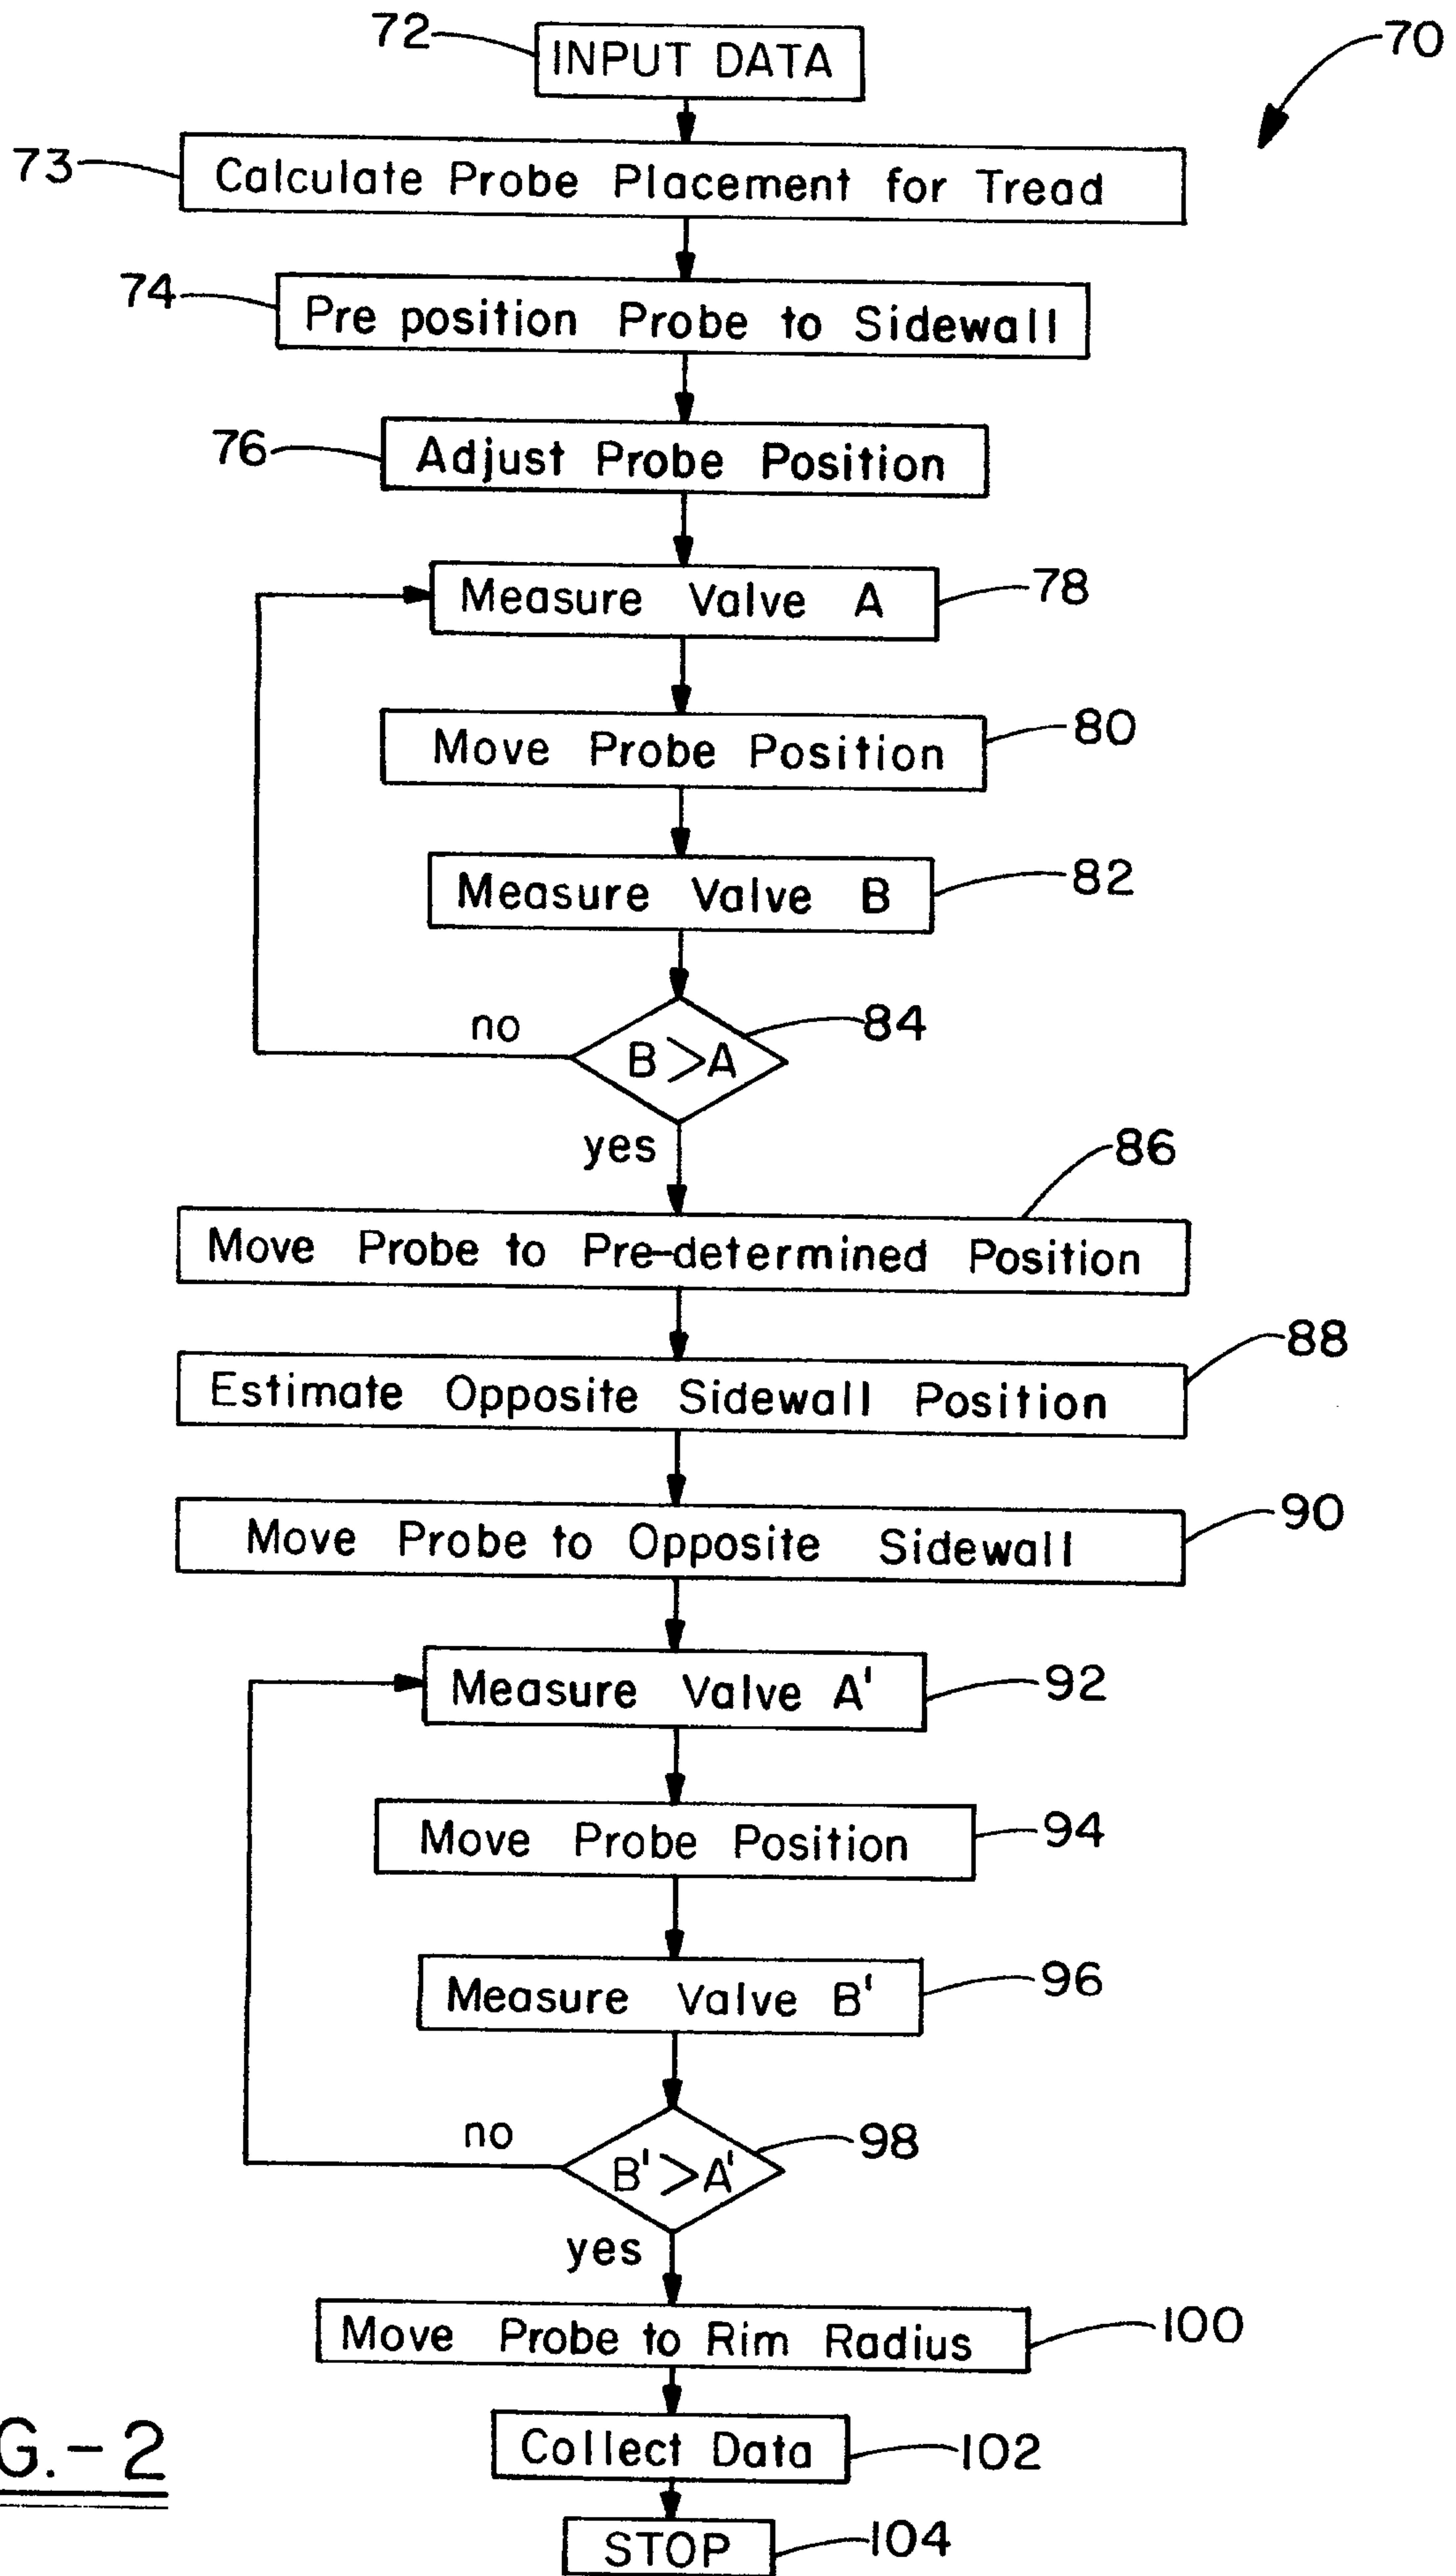 72
INPUT DATA
70
73
Calculate Probe Placement for Tread
74
Pre position Probe to Sidewall
76
Adjust Probe Position
Measure Valve A
78
Move Probe Position
80
Measure Valve B
82
84
no
B>A
yes
86
Move Probe to Pre-determined Position
88
Estimate Opposite Sidewall Position
90
Move Probe to Opposite Sidewall
Measure Valve A'
92
Move Probe Position
94
Measure Valve B'
96
no
98
B'>A'
yes
Move Probe to Rim Radius
100
Collect Data
102
G.-2
STOP
104